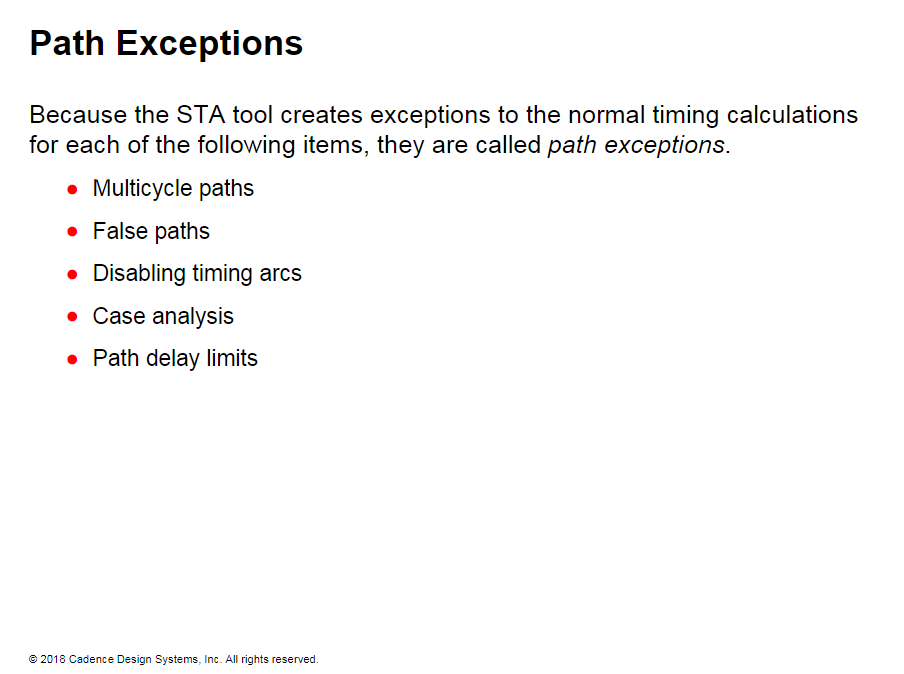 Path Exceptions
Because the STA tool creates exceptions to the normal timing calculations
for each of the following items, they are called path exceptions.
● Multicycle paths
● False paths
● Disabling timing arcs
● Case analysis
● Path delay limits
© 2018 Cadence Design Systems, Inc. All rights reserved.